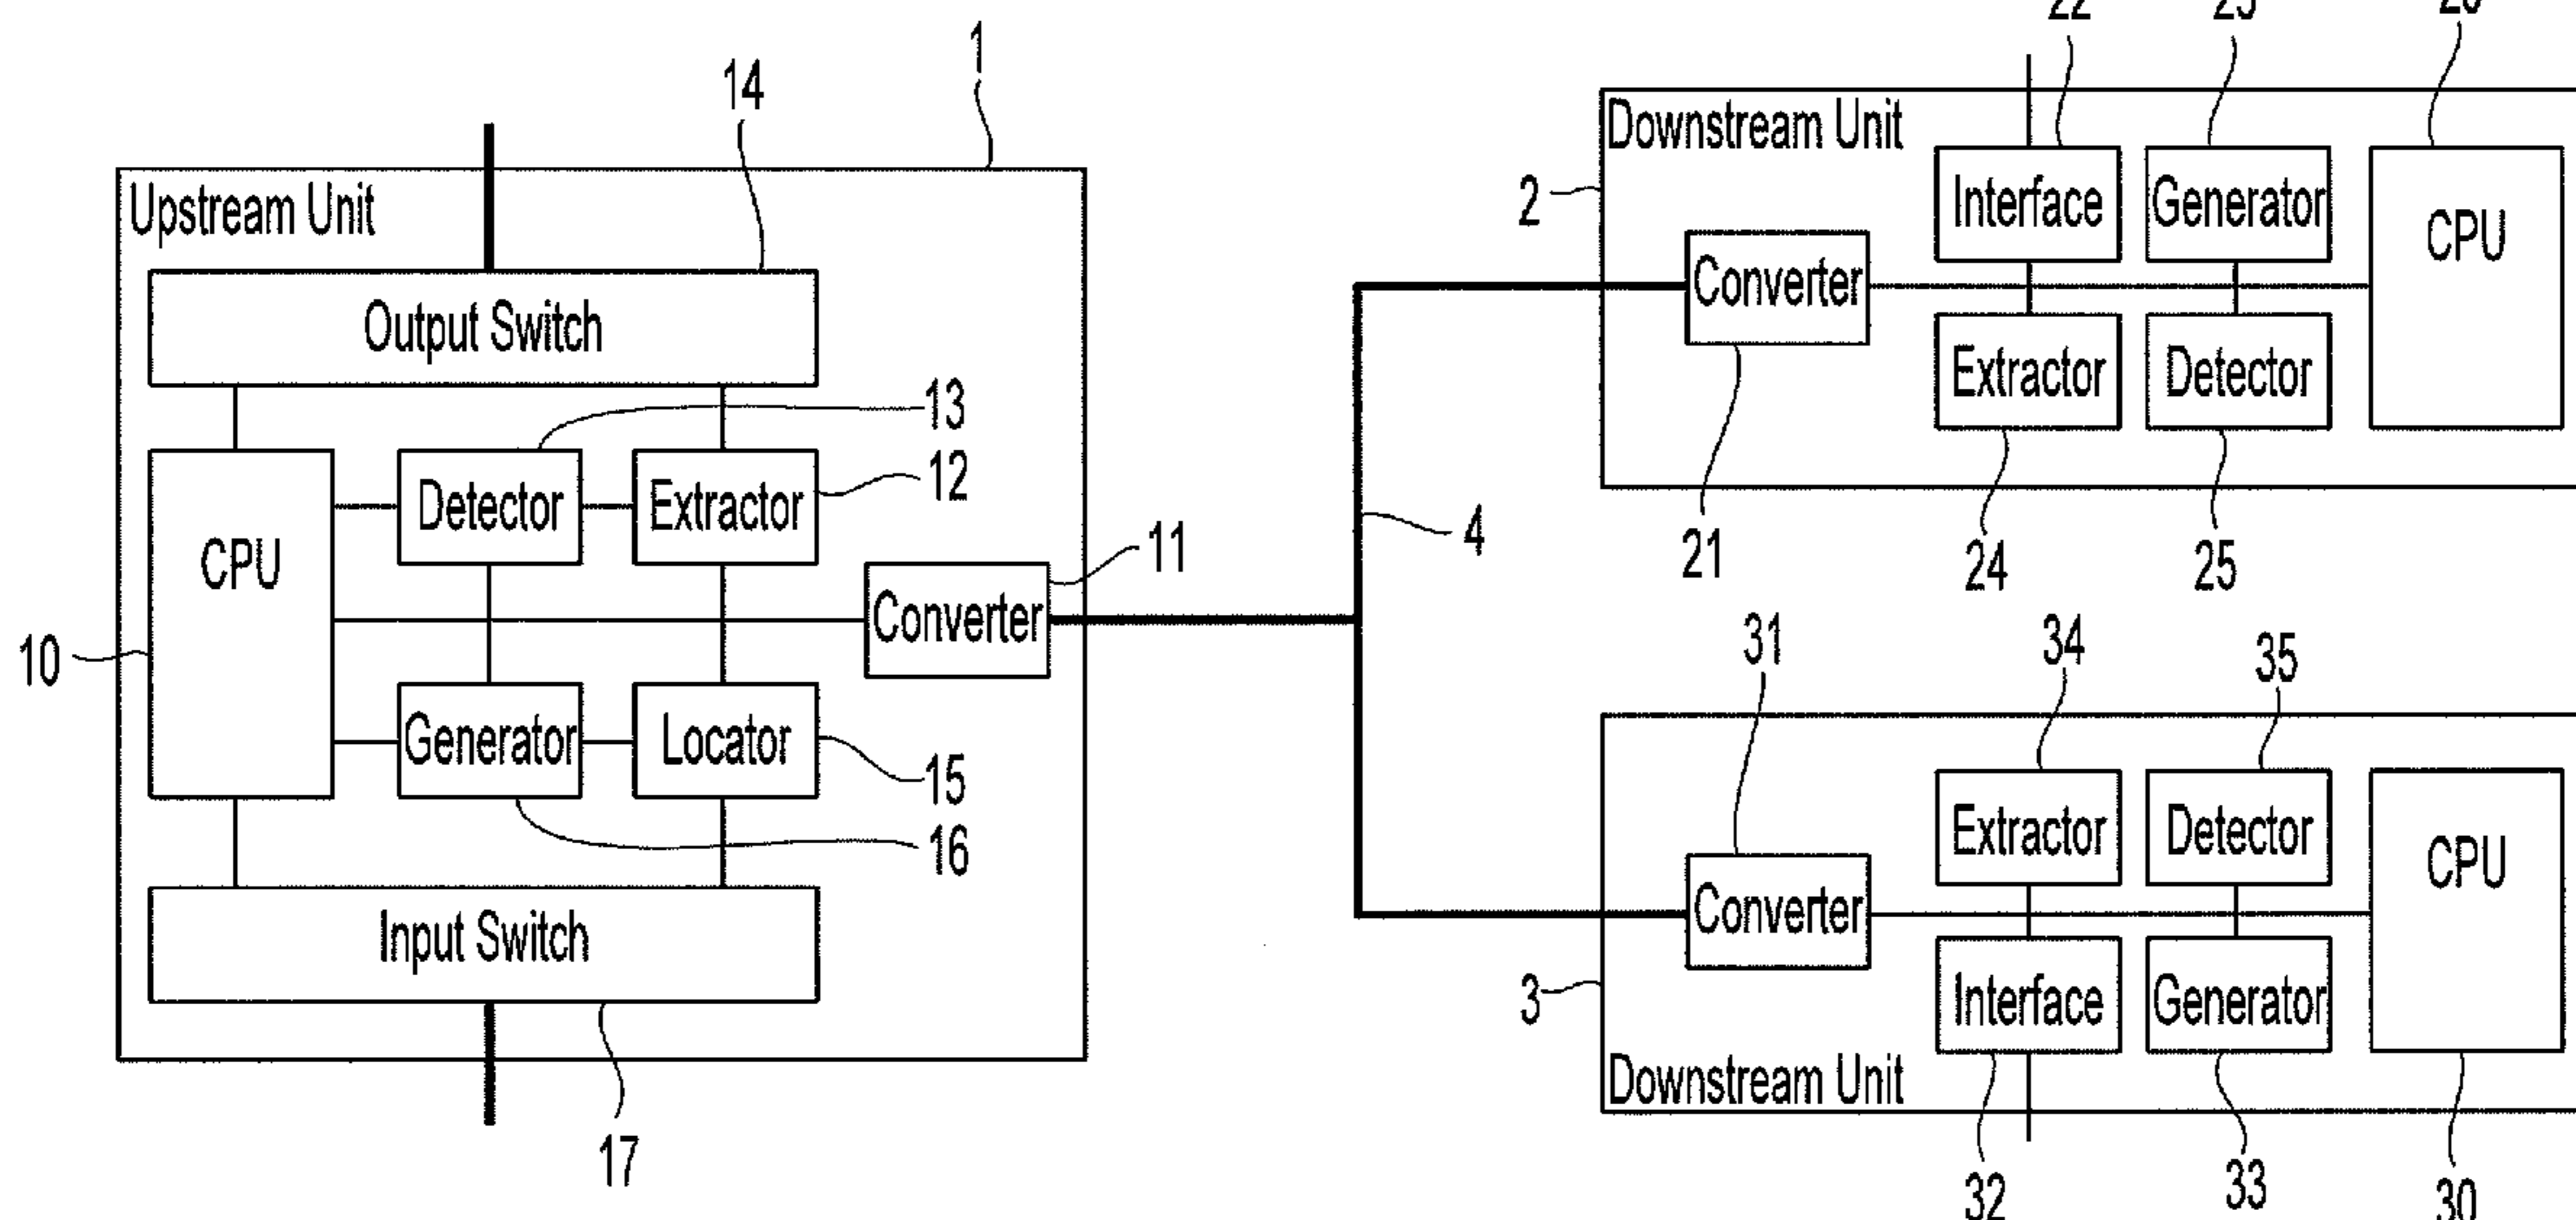 1
14
Upstream Unit
Output Switch
13
12
Detector
Extractor
CPU
11
Converter
10
Generator
Locator
15
16
Input Switch
17
4
22
Downstream Unit
2
Interface
Generator
CPU
Converter
Extractor
Detector
21
24
25
31
34
35
Extractor
Detector
CPU
Converter
3
Interface
Generator
Downstream Unit
32
33
30